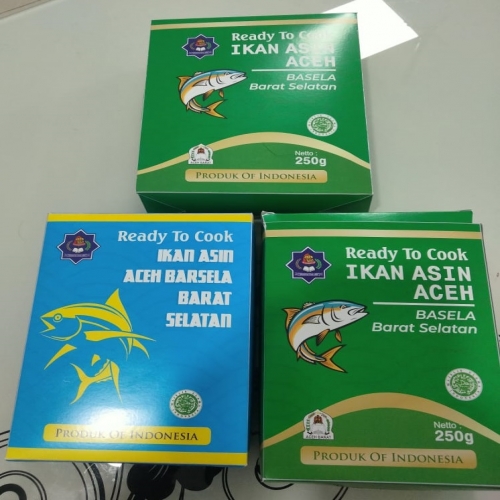 Ready To Cook
IKAN ASIN
ACEH
BASELA
Barat Selatan
Netto :
250g
PRODUK OF INDONESIA
Ready To Cook
IKAN ASIN
ACEH BARSELA
BARAT
SELATAN
PRODUK OF INDONESIA
Ready To Cook
IKAN ASIN
ACEH
BASELA
Barat Selatan
ACEH BARAT
Netto
250g
PRODUK OF INDONESIA